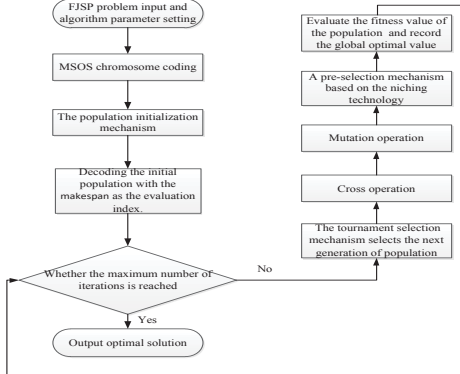 FJSP problem input and
algorithm parameter setting
MSOS chromosome coding
The population initialization
mechanism
Decoding the initial
population with the
makespan as the evaluation
index.
Whether the maximum number of
iterations is reached
No
Yes
Output optimal solution
Evaluate the fitness value of
the population and record
the global optimal value
A pre-selection mechanism
based on the niching
technology
Mutation operation
Cross operation
The tournament selection
mechanism selects the next
generation of population